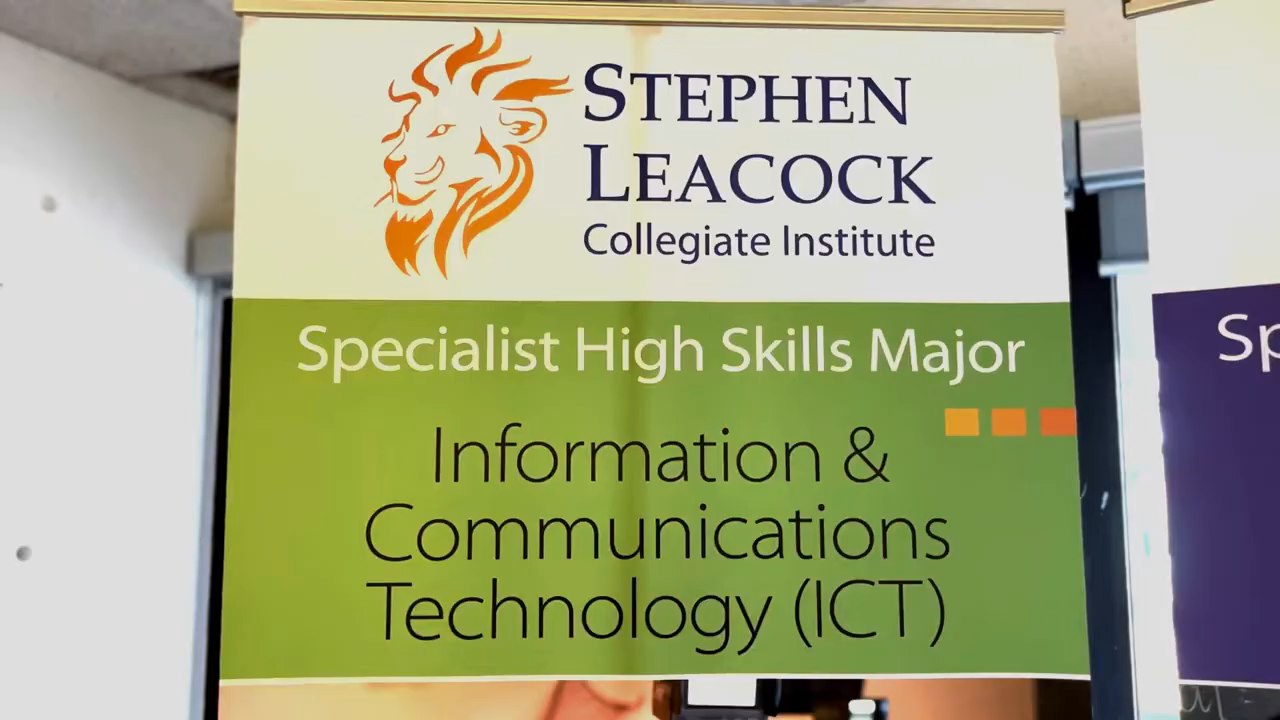 STEPHEN
LEACOCK
Collegiate Institute
Specialist High Skills Major
Information &
Communications
Technology (ICT)
Sp